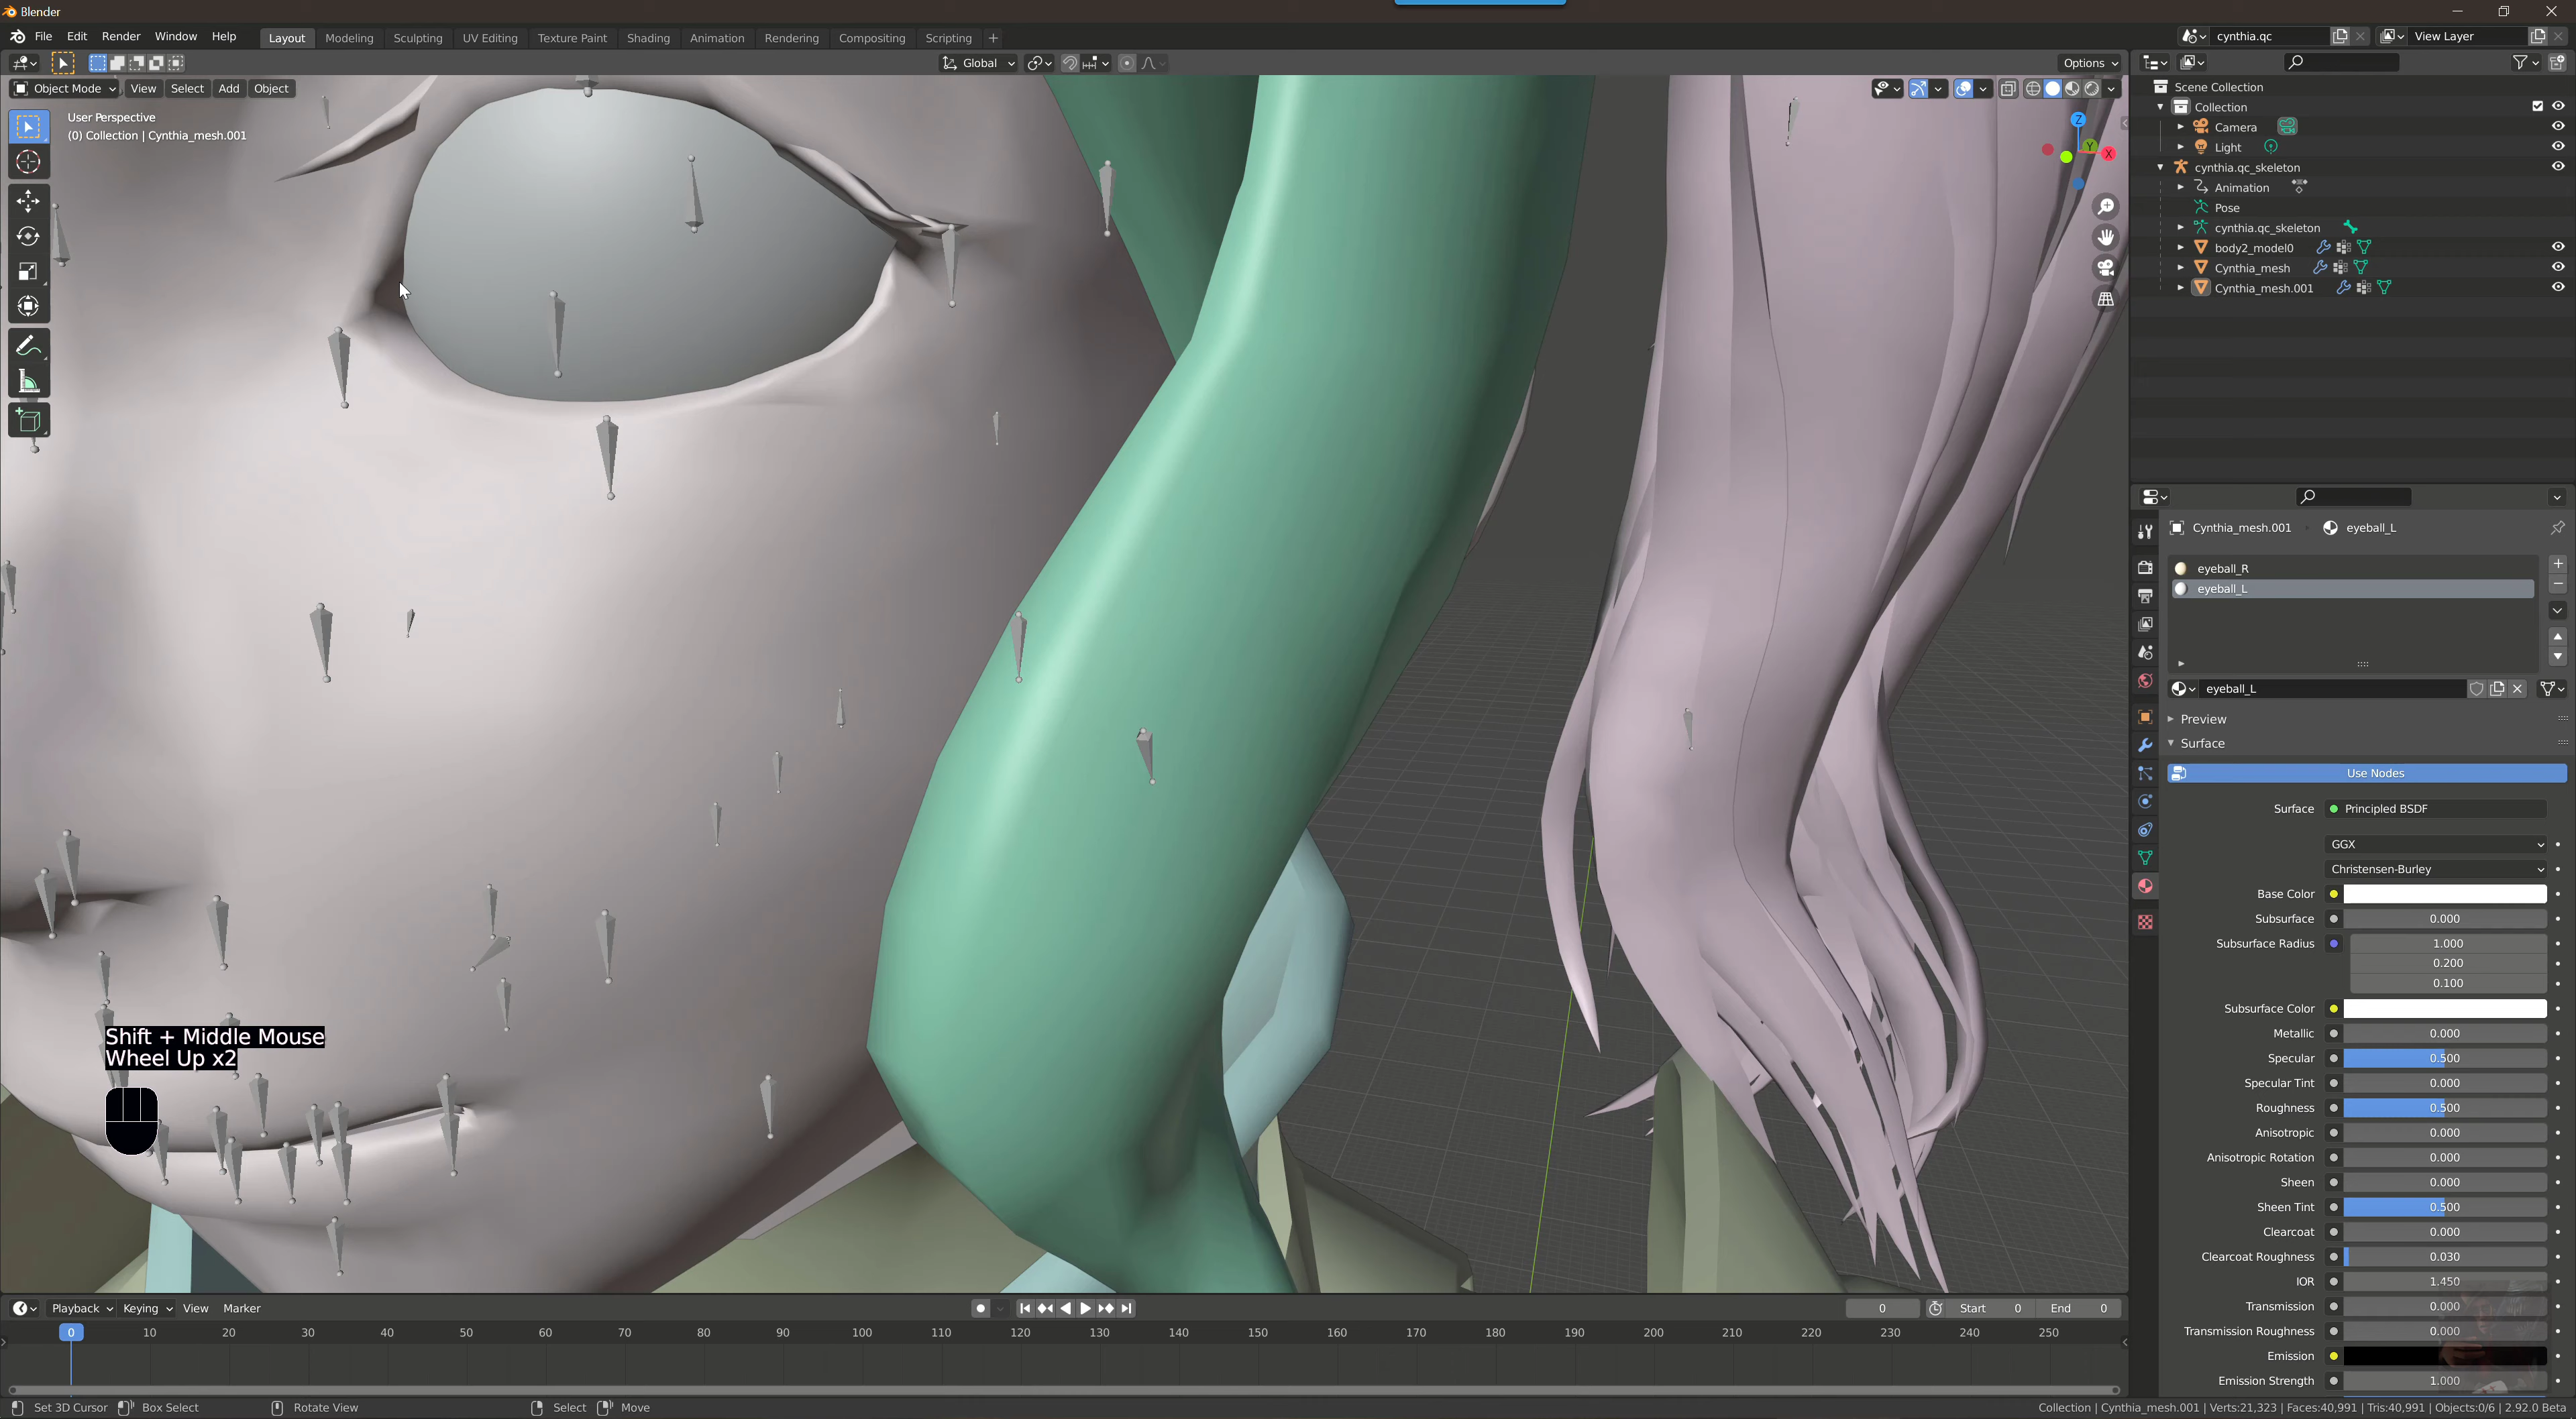 Blender
File Edit Render Window Help Layout Modeling Sculpting UV Editing Texture Paint Shading Animation Rendering Compositing Scripting + cynthia.qc View Layer
Global Options
Object Mode View Select Add Object
User Perspective
(0) Collection | Cynthia_mesh.001
Z
Y
X
Scene Collection
Collection
Camera
Light
cynthia.qc_skeleton
Animation
Pose
cynthia.qc_skeleton
body2_model0
Cynthia_mesh
Cynthia_mesh.001
Cynthia_mesh.001 eyeball_L
eyeball_R
eyeball_L
eyeball_L
Preview
Surface
Use Nodes
Surface Principled BSDF
GGX
Christensen-Burley
Base Color
Subsurface 0.000
Subsurface Radius 1.000
0.200
0.100
Subsurface Color
Metallic 0.000
Specular 0.500
Specular Tint 0.000
Roughness 0.500
Anisotropic 0.000
Anisotropic Rotation 0.000
Sheen 0.000
Sheen Tint 0.500
Clearcoat 0.000
Clearcoat Roughness 0.030
IOR 1.450
Transmission 0.000
Transmission Roughness 0.000
Emission
Emission Strength 1.000
Shift + Middle Mouse
Wheel Up x2
Playback Keying View Marker 0 Start 0 End 0
0 10 20 30 40 50 60 70 80 90 100 110 120 130 140 150 160 170 180 190 200 210 220 230 240 250
Set 3D Cursor Box Select Rotate View Select Move Collection | Cynthia_mesh.001 | Verts:21,323 | Faces:40,991 | Tris:40,991 | Objects:0/6 | 2.92.0 Beta